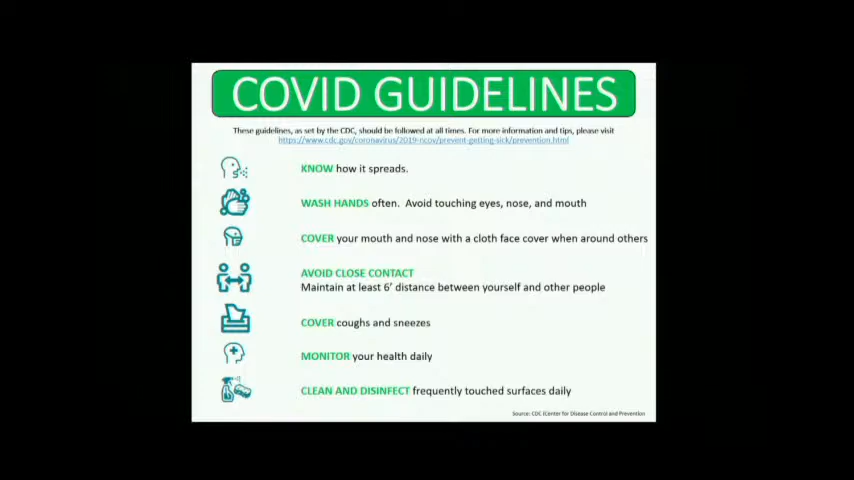 COVID GUIDELINES
These guidelines, as set by the CDC, should be followed at all times. For more information and tips, please visit
https://www.cdc.gov/coronavirus/2019-ncov/prevent-getting-sick/prevention.html
KNOW how it spreads.
WASH HANDS often. Avoid touching eyes, nose, and mouth
COVER your mouth and nose with a cloth face cover when around others
AVOID CLOSE CONTACT
Maintain at least 6' distance between yourself and other people
COVER coughs and sneezes
MONITOR your health daily
CLEAN AND DISINFECT frequently touched surfaces daily
Source: CDC (Center for Disease Control and Prevention